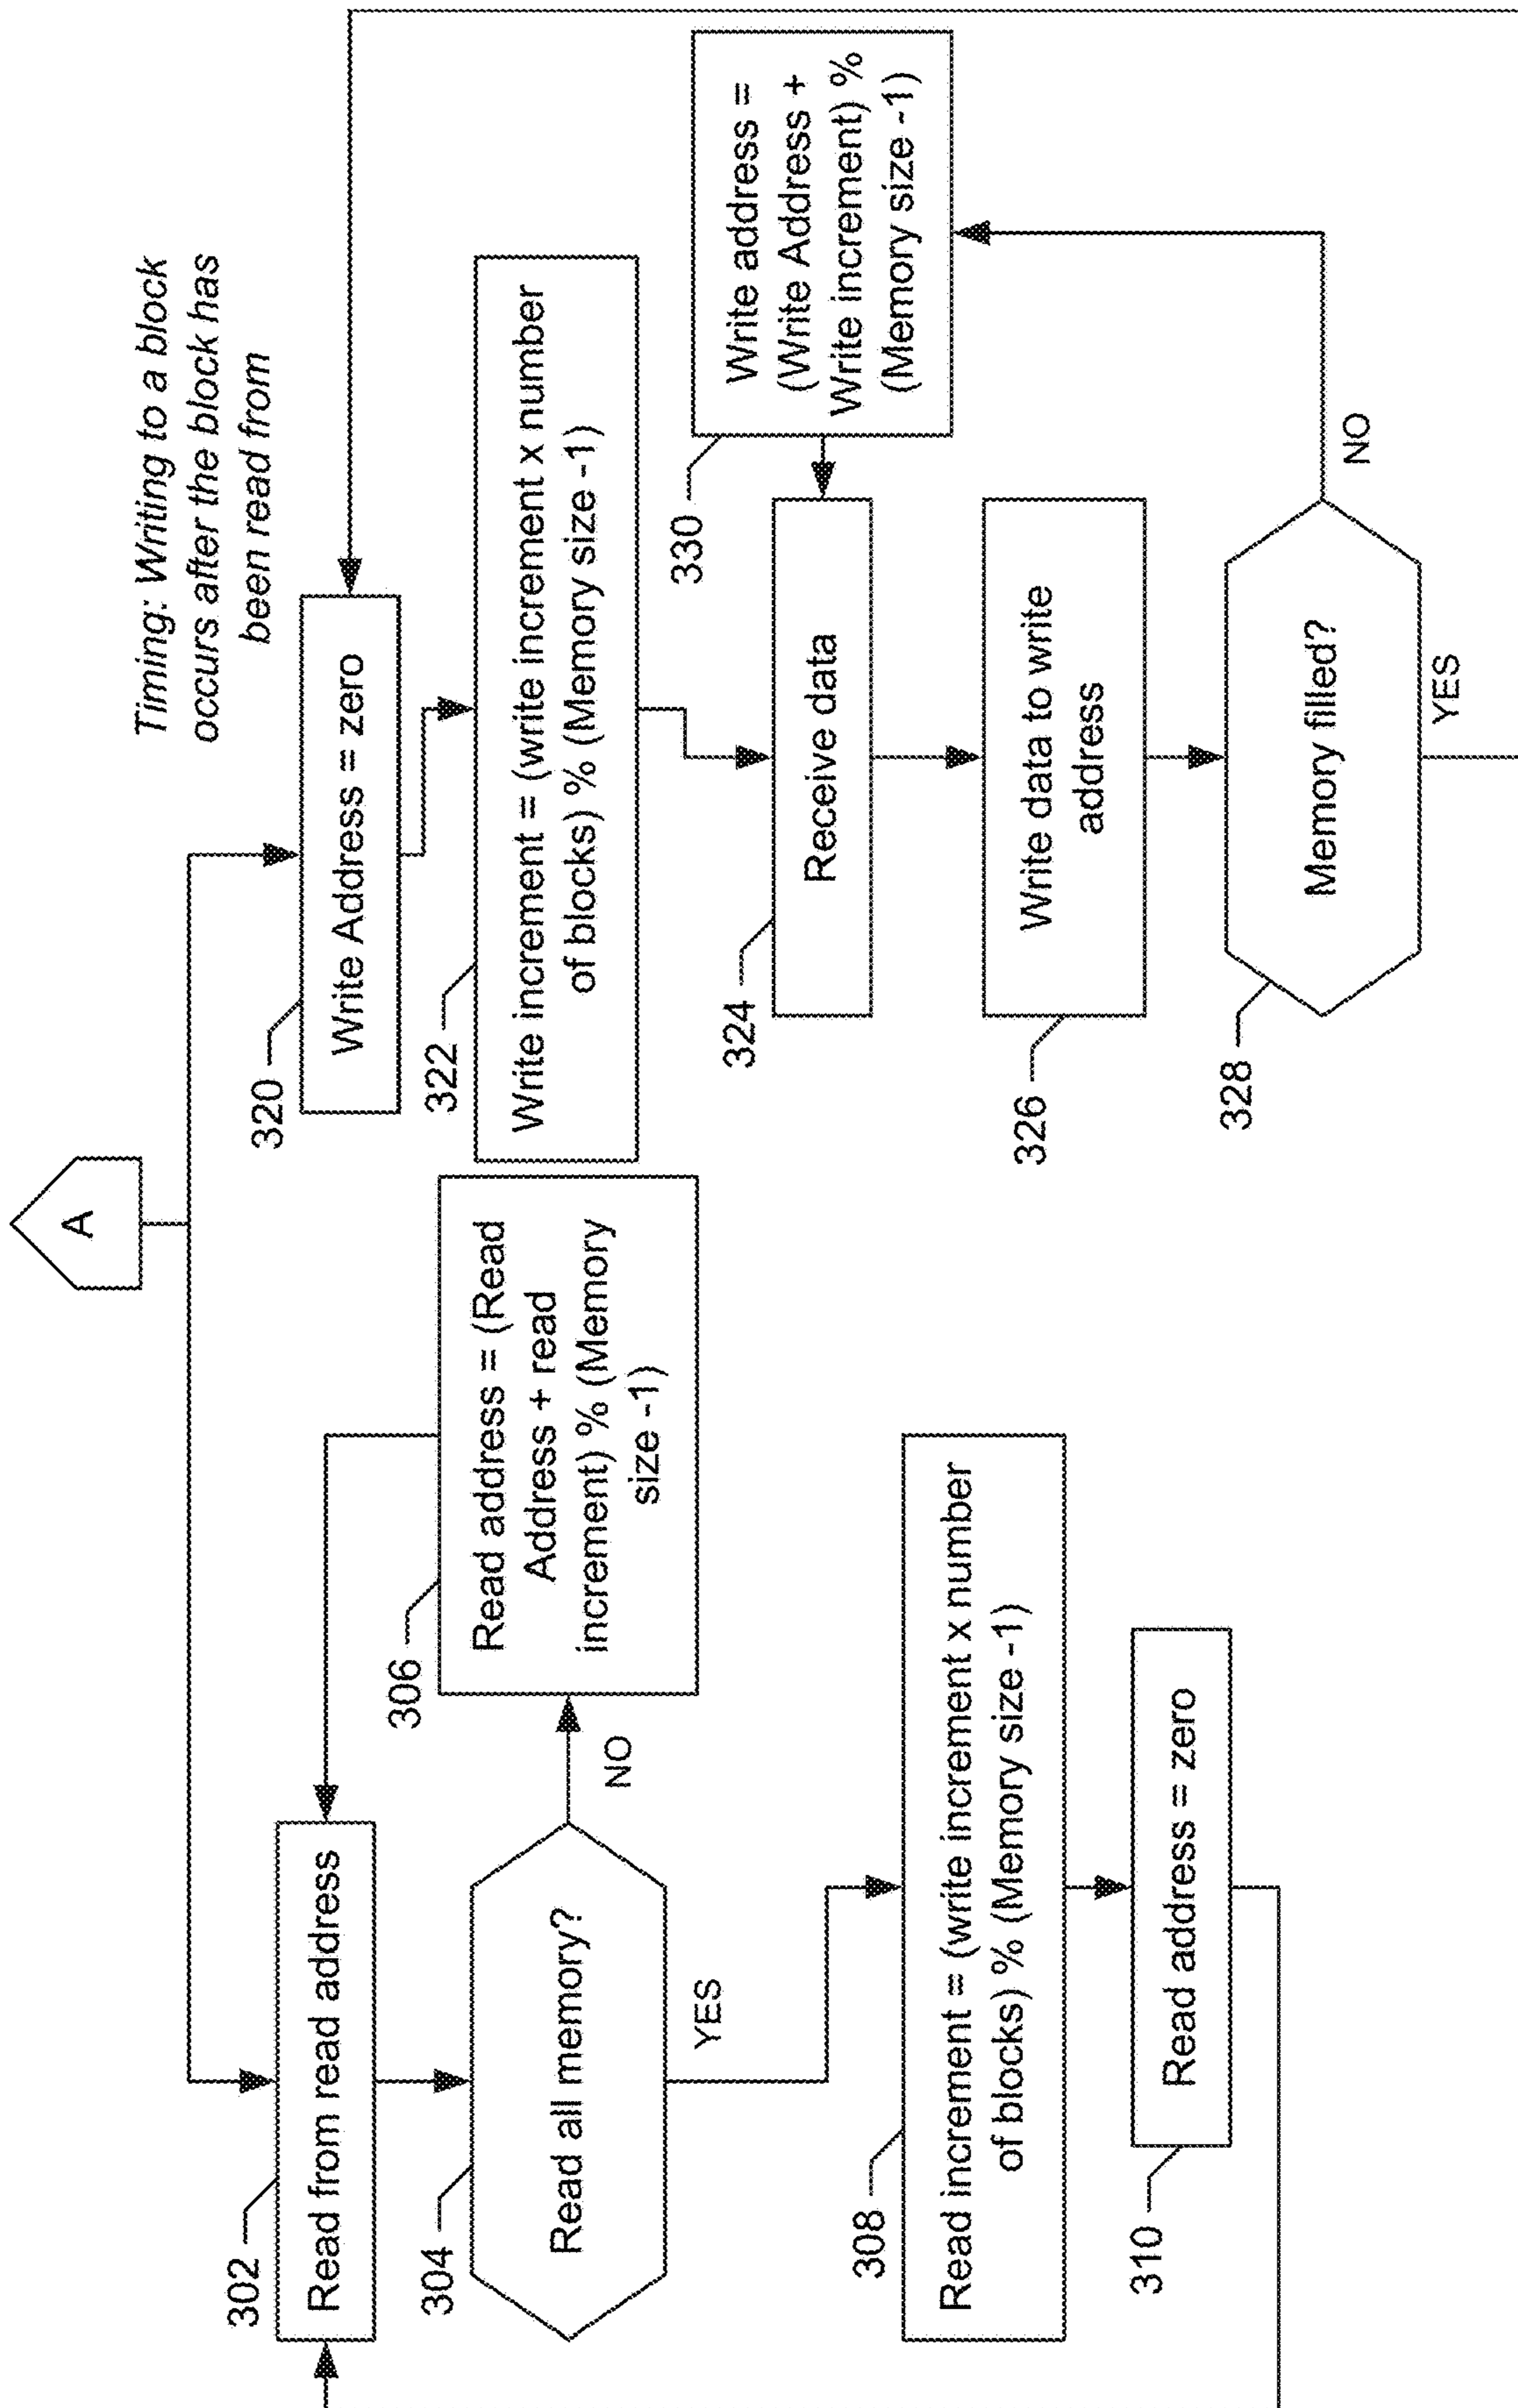 A
Timing: Writing to a block
occurs after the block has
been read from
302
Read from read address
304
Read all memory?
NO
YES
306
Read address = (Read
Address + read
increment) % (Memory
size -1)
308
Read increment = (write increment x number
of blocks) % (Memory size -1)
310
Read address = zero
320
Write Address = zero
322
Write increment = (write increment x number
of blocks) % (Memory size -1)
324
Receive data
326
Write data to write
address
328
Memory filled?
NO
YES
330
Write address =
(Write Address +
Write increment) %
(Memory size -1)